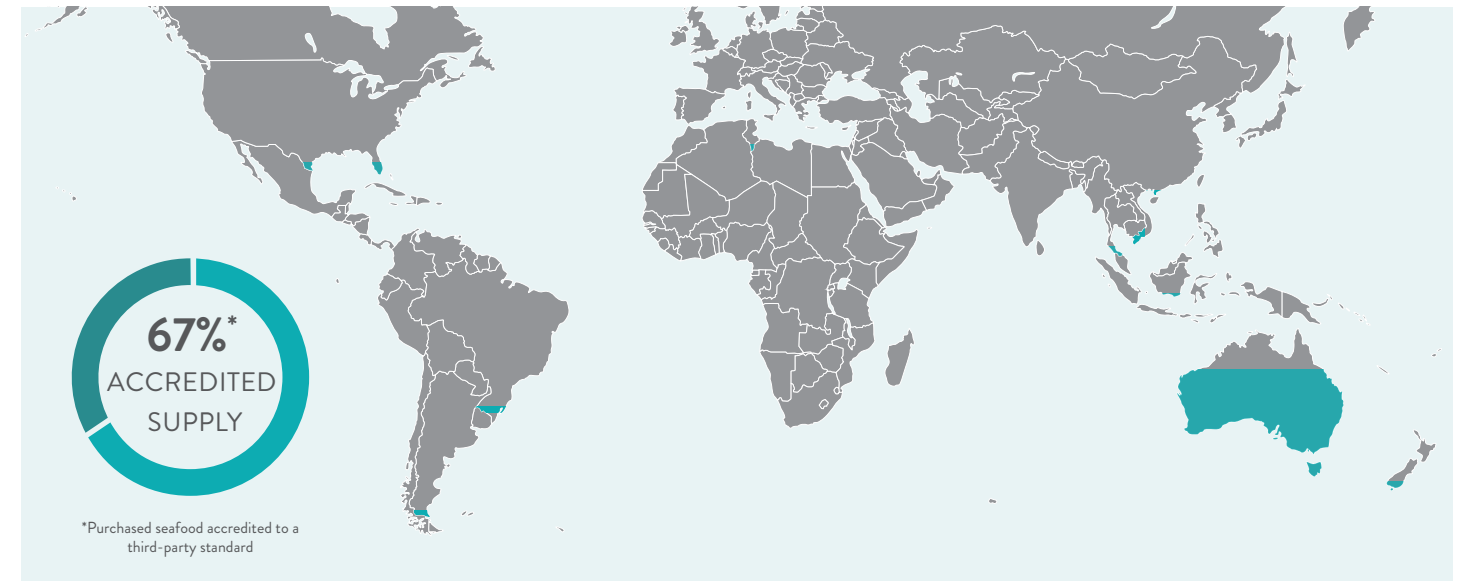 67%*
ACCREDITED
SUPPLY
*Purchased seafood accredited to a
third-party standard